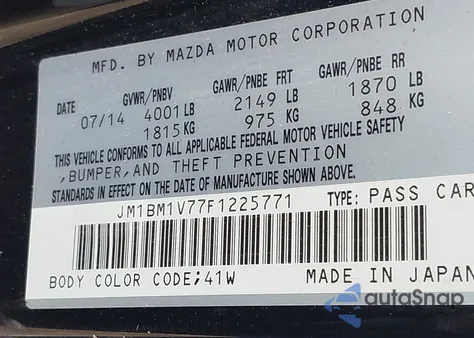 MFD. BY MAZDA MOTOR CORPORATION
DATE GVWR/PNBV GAWR/PNBE FRT GAWR/PNBE RR
07/14 4001 LB 2149 LB 1870 LB
1815 KG 975 KG 848 KG
THIS VEHICLE CONFORMS TO ALL APPLICABLE FEDERAL MOTOR VEHICLE SAFETY
,BUMPER,AND THEFT PREVENTION
STANDARDS IN EFFECT ON THE DATE OF MANUFACTURE SHOWN ABOVE.
JM1BM1V77F1225771 TYPE: PASS CAR
BODY COLOR CODE;41W MADE IN JAPAN
autoSnap